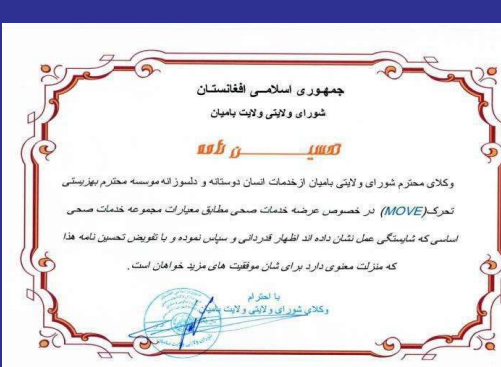 جمهوری اسلامی افغانستان
شورای ولایتی ولایت بامیان
تحسین نامه
وکلای محترم شورای ولایتی بامیان از خدمات انسان دوستانه و دلسوزانه موسسه محترم بهزیستی
تحرک (MOVE) در خصوص عرضه خدمات صحی مطابق معیارات مجموعه خدمات صحی
اساسی که شایستگی عمل نشان داده اند اظهار قدردانی و سپاس نموده و با تفویض تحسین نامه هذا
که منزلت معنوی دارد برای شان موفقیت های مزید خواهان است.
با احترام
وکلای شورای ولایتی ولایت بامیان